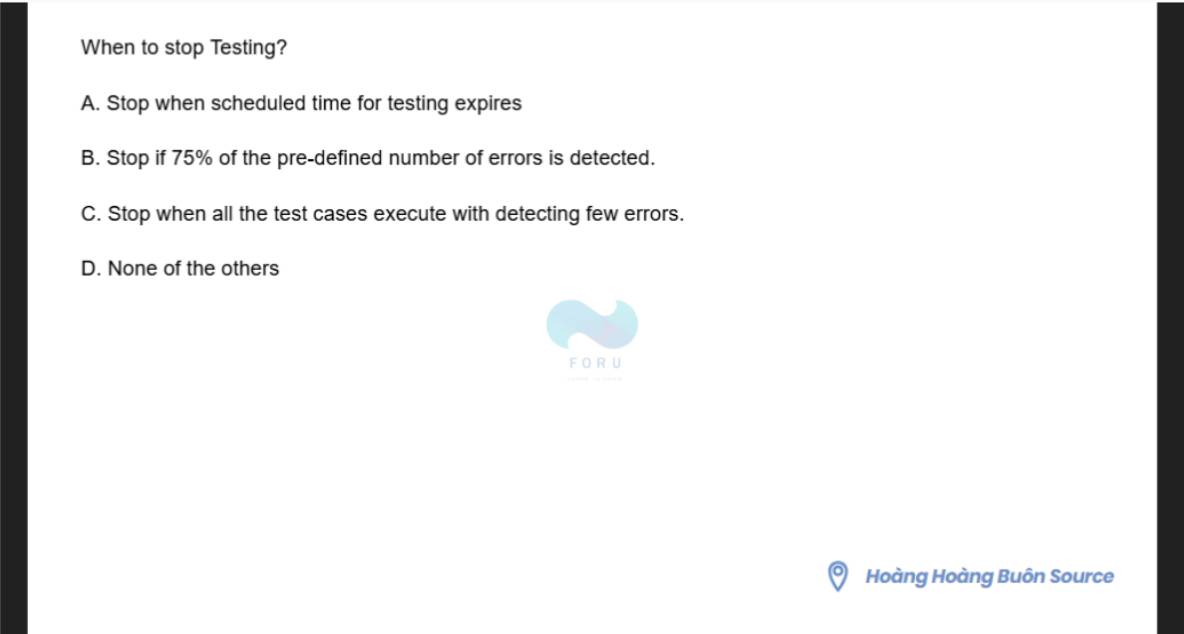 When to stop Testing?
A. Stop when scheduled time for testing expires
B. Stop if 75% of the pre-defined number of errors is detected.
C. Stop when all the test cases execute with detecting few errors.
D. None of the others
FORU
Hoàng Hoàng Buôn Source